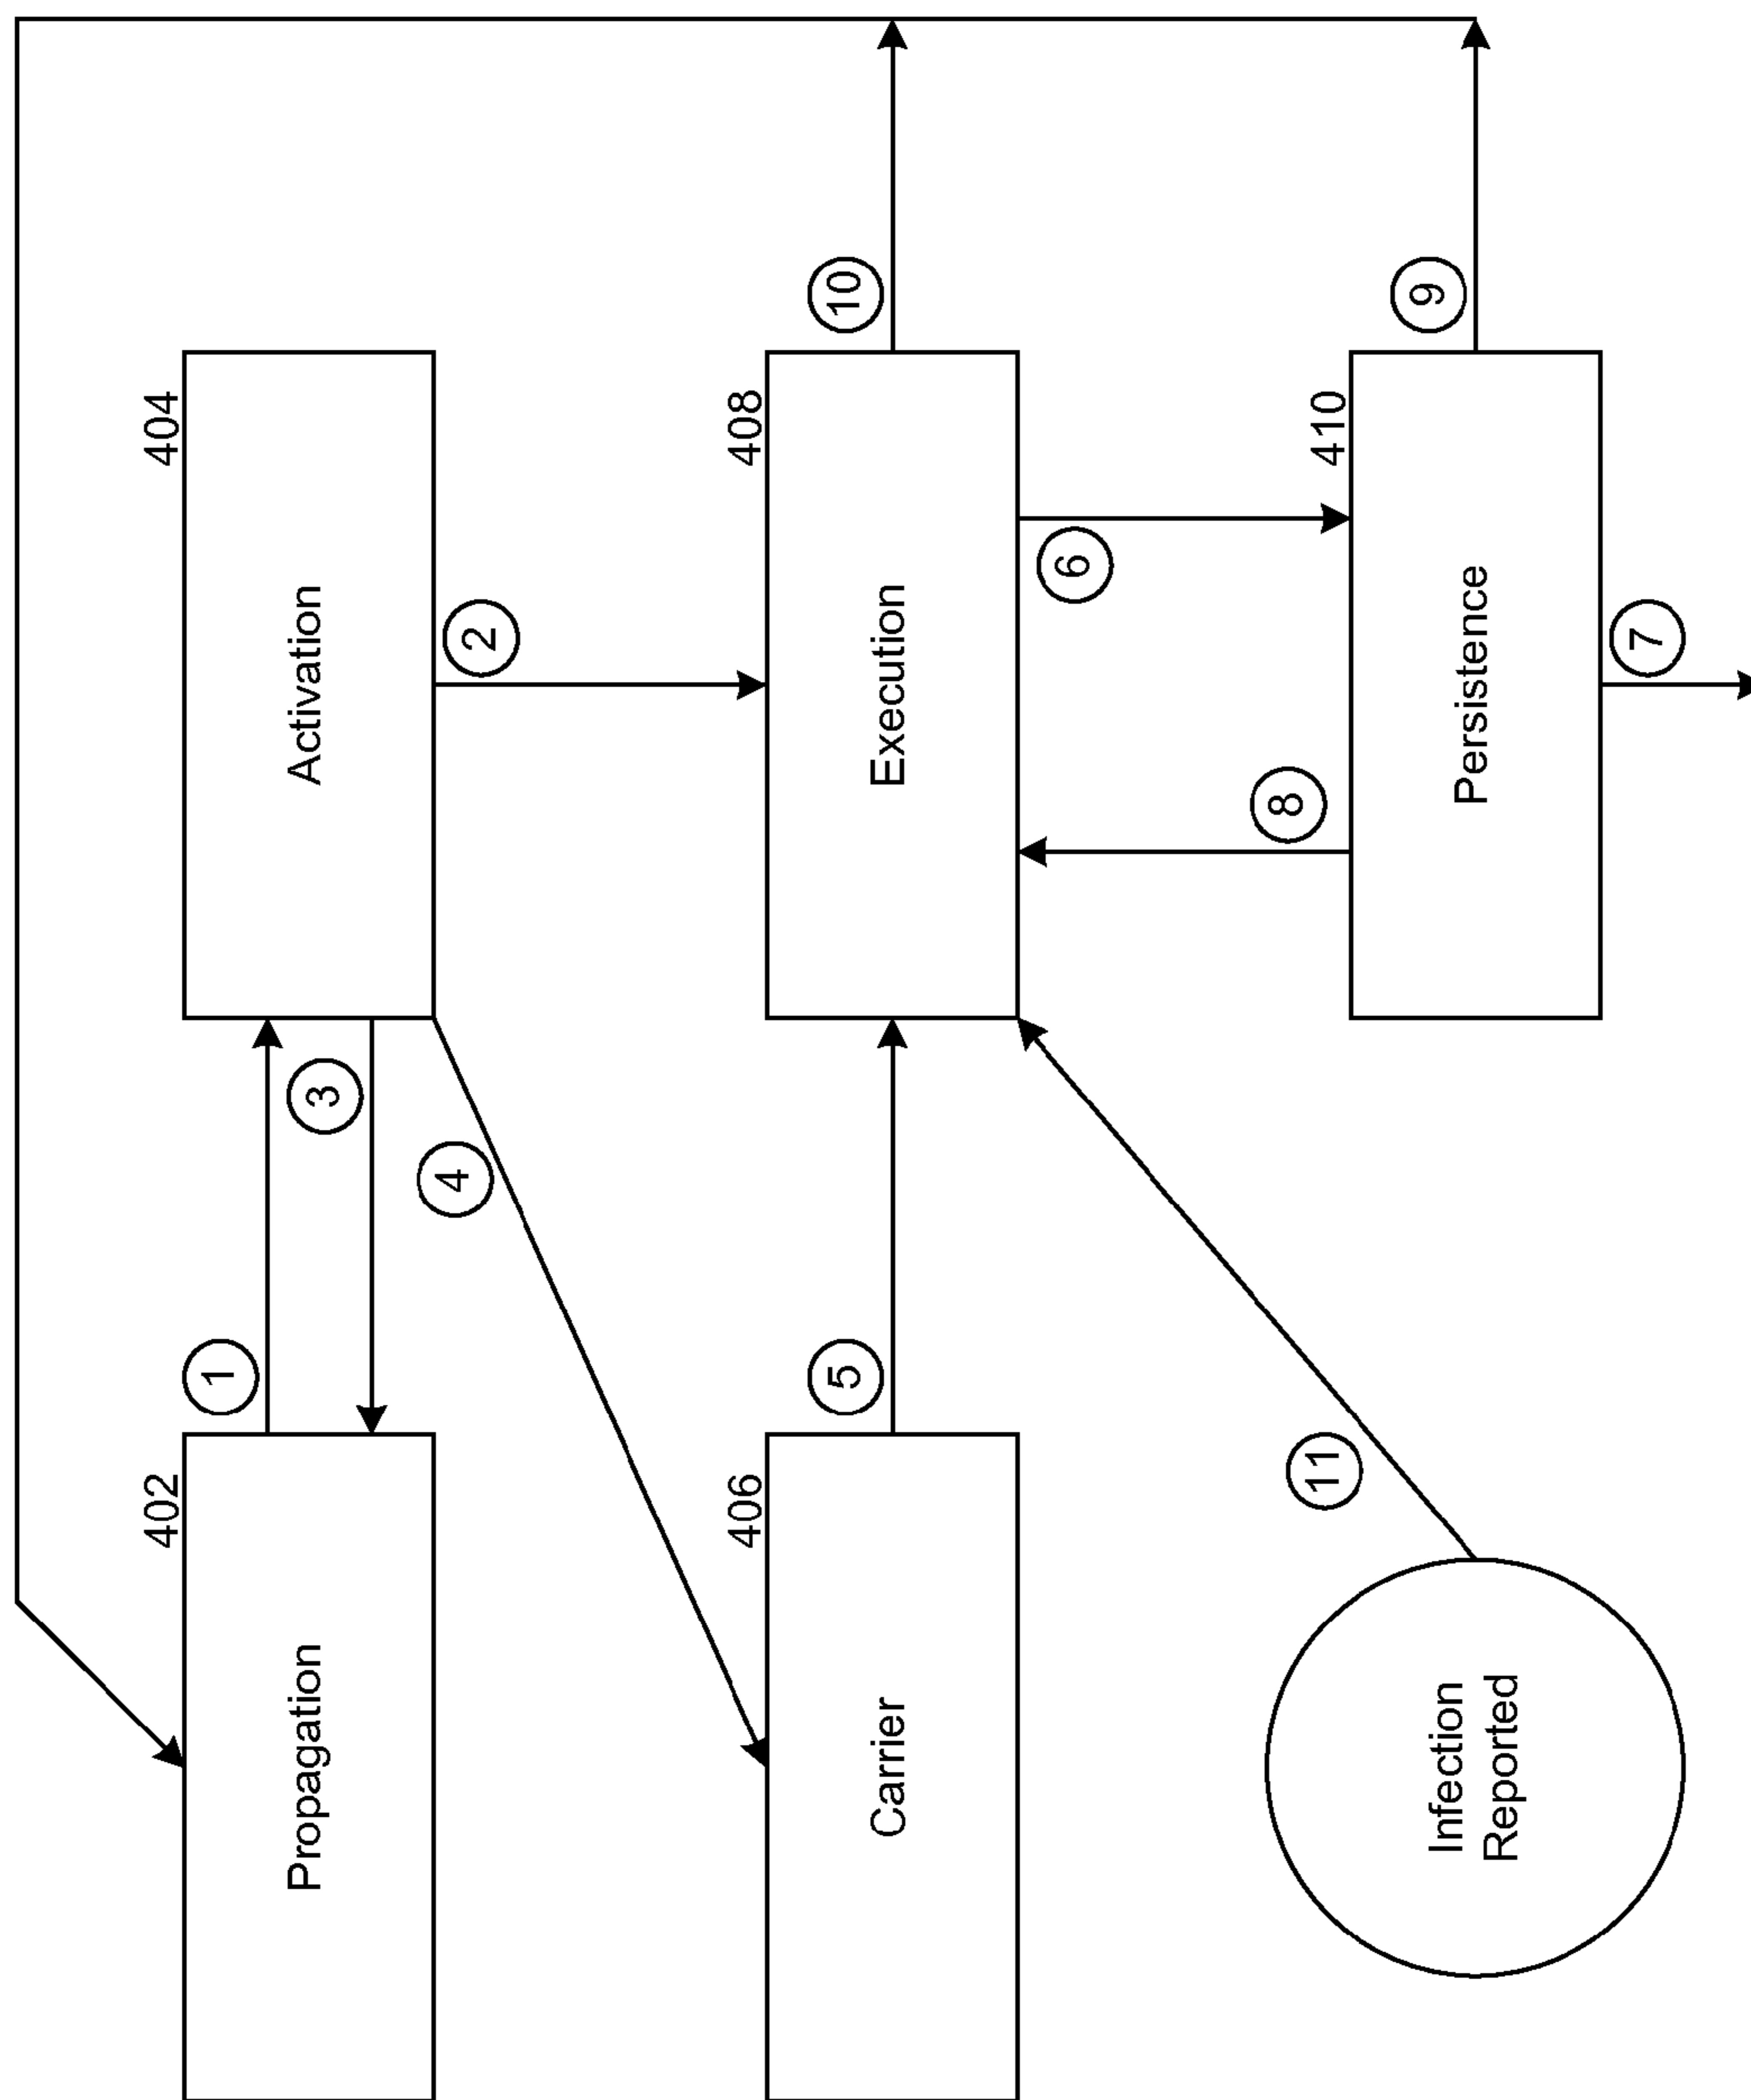 402
404
1
Propagation
Activation
3
4
2
406
408
5
10
Carrier
Execution
6
8
11
410
9
Infection
Reported
Persistence
7